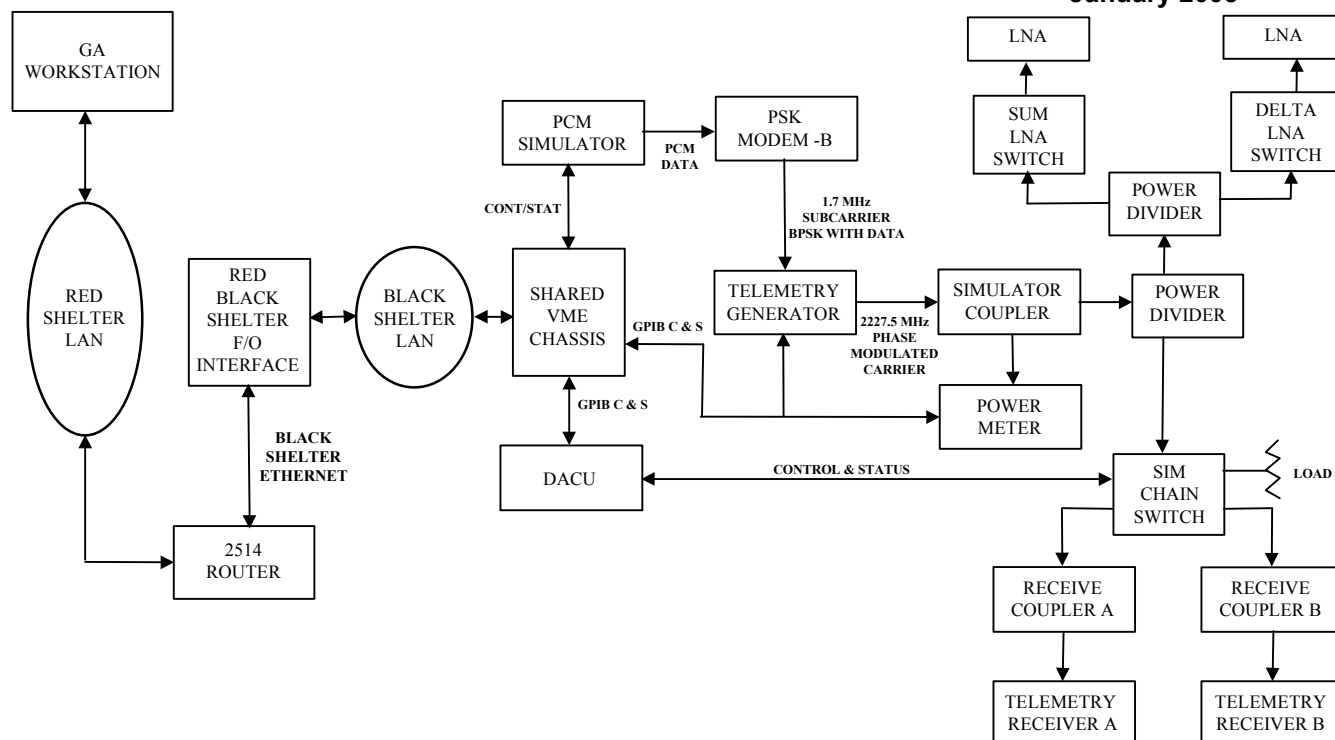 January 2005
GA
WORKSTATION
LNA
LNA
PCM
SIMULATOR
PCM
DATA
PSK
MODEM -B
SUM
LNA
SWITCH
DELTA
LNA
SWITCH
POWER
DIVIDER
CONT/STAT
1.7 MHz
SUBCARRIER
BPSK WITH DATA
RED
SHELTER
LAN
RED
BLACK
SHELTER
F/O
INTERFACE
BLACK
SHELTER
LAN
SHARED
VME
CHASSIS
GPIB C & S
TELEMETRY
GENERATOR
2227.5 MHz
PHASE
MODULATED
CARRIER
SIMULATOR
COUPLER
POWER
DIVIDER
GPIB C & S
POWER
METER
BLACK
SHELTER
ETHERNET
DACU
CONTROL & STATUS
SIM
CHAIN
SWITCH
LOAD
2514
ROUTER
RECEIVE
COUPLER A
RECEIVE
COUPLER B
TELEMETRY
RECEIVER A
TELEMETRY
RECEIVER B